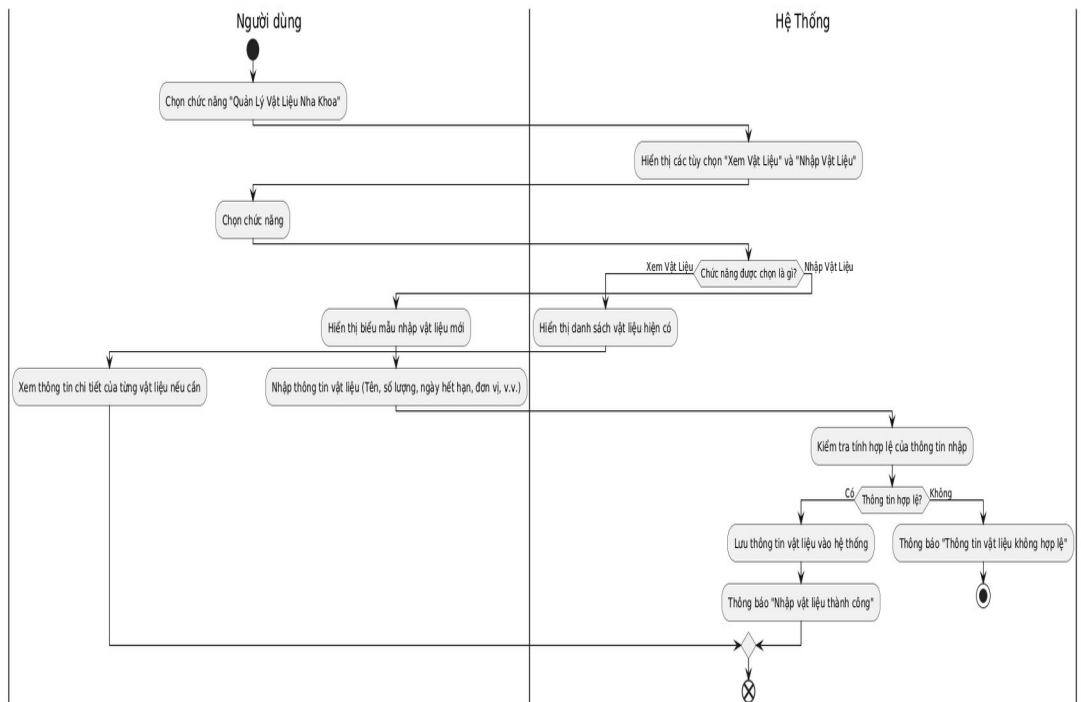 Người dùng
Hệ Thống
Chọn chức năng "Quản Lý Vật Liệu Nha Khoa"
Hiển thị các tùy chọn "Xem Vật Liệu" và "Nhập Vật Liệu"
Chọn chức năng
Xem Vật Liệu
Chức năng được chọn là gì?
Nhập Vật Liệu
Hiển thị biểu mẫu nhập vật liệu mới
Hiển thị danh sách vật liệu hiện có
Xem thông tin chi tiết của từng vật liệu nếu cần
Nhập thông tin vật liệu (Tên, số lượng, ngày hết hạn, đơn vị, v.v.)
Kiểm tra tính hợp lệ của thông tin nhập
Có
Thông tin hợp lệ?
Không
Lưu thông tin vật liệu vào hệ thống
Thông báo "Thông tin vật liệu không hợp lệ"
Thông báo "Nhập vật liệu thành công"